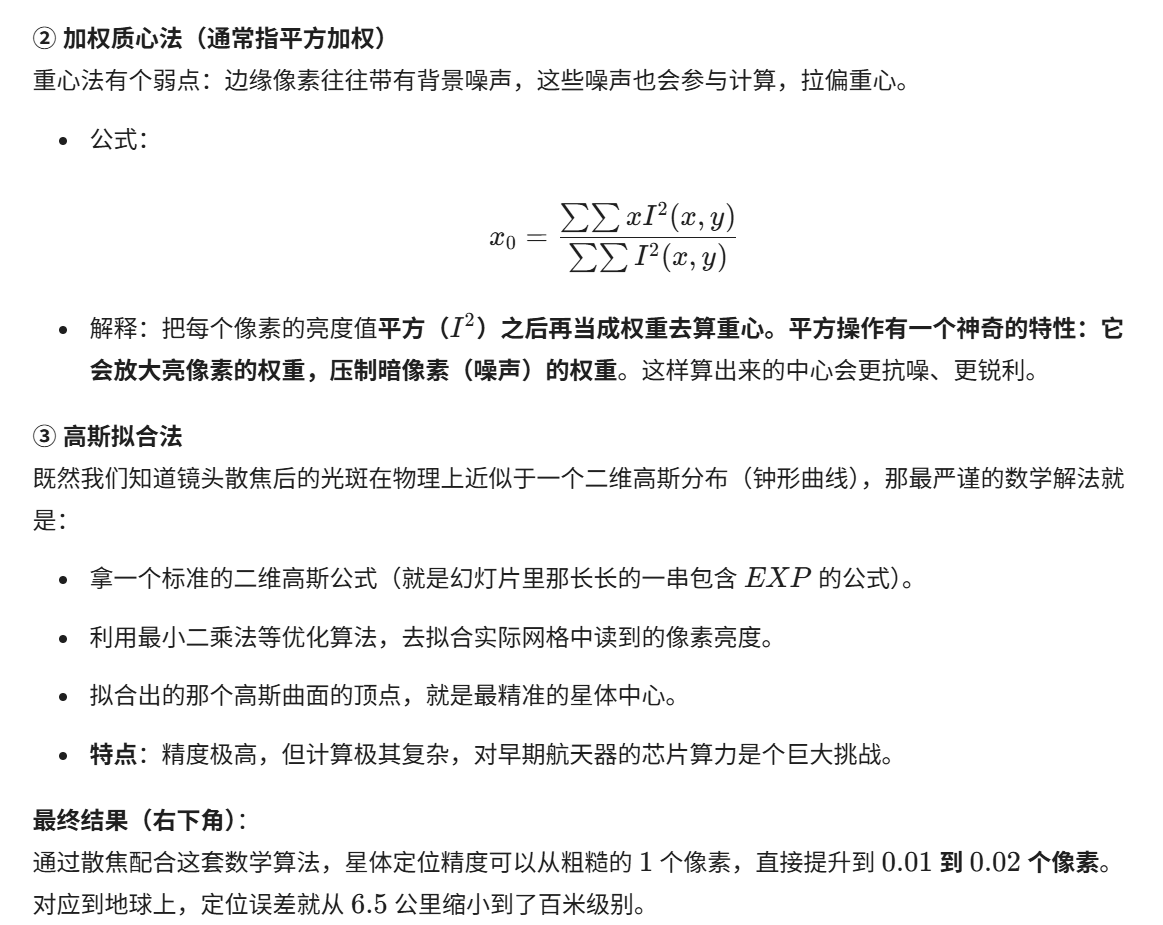 ② 加权质心法（通常指平方加权）
重心法有个弱点：边缘像素往往带有背景噪声，这些噪声也会参与计算，拉偏重心。
• 公式：
x₀ = ∑∑ xI²(x, y) / ∑∑ I²(x, y)
• 解释：把每个像素的亮度值平方（I²）之后再当成权重去算重心。平方操作有一个神奇的特性：它
会放大亮像素的权重，压制暗像素（噪声）的权重。这样算出来的中心会更抗噪、更锐利。
③ 高斯拟合法
既然我们知道镜头散焦后的光斑在物理上近似于一个二维高斯分布（钟形曲线），那最严谨的数学解法就
是：
• 拿一个标准的二维高斯公式（就是幻灯片里那长长的一串包含 EXP 的公式）。
• 利用最小二乘法等优化算法，去拟合实际网格中读到的像素亮度。
• 拟合出的那个高斯曲面的顶点，就是最精准的星体中心。
• 特点：精度极高，但计算极其复杂，对早期航天器的芯片算力是个巨大挑战。
最终结果（右下角）：
通过散焦配合这套数学算法，星体定位精度可以从粗糙的 1 个像素，直接提升到 0.01 到 0.02 个像素。
对应到地球上，定位误差就从 6.5 公里缩小到了百米级别。